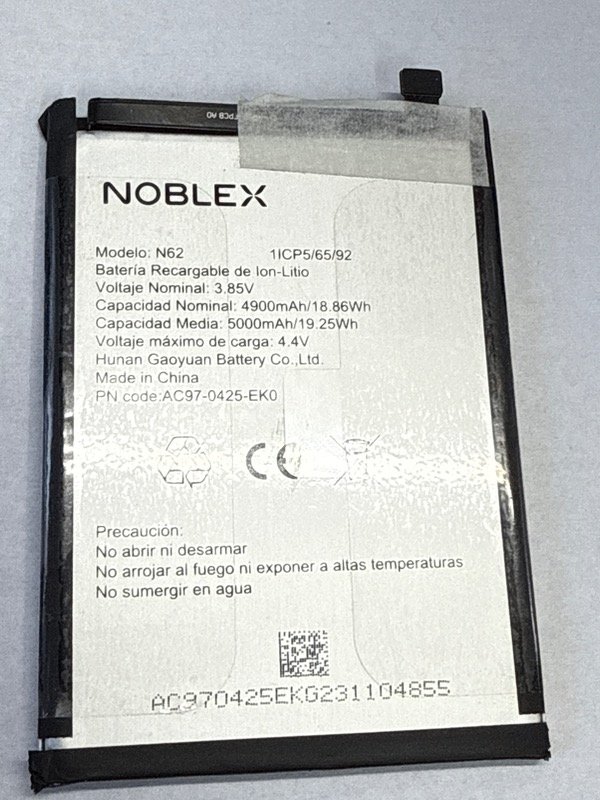 FPCB A0
NOBLEX
Modelo: N62 1ICP5/65/92
Batería Recargable de Ion-Litio
Voltaje Nominal: 3.85V
Capacidad Nominal: 4900mAh/18.86Wh
Capacidad Media: 5000mAh/19.25Wh
Voltaje máximo de carga: 4.4V
Hunan Gaoyuan Battery Co.,Ltd.
Made in China
PN code:AC97-0425-EK0
CE
Precaución:
No abrir ni desarmar
No arrojar al fuego ni exponer a altas temperaturas
No sumergir en agua
AC970425EKG231104855